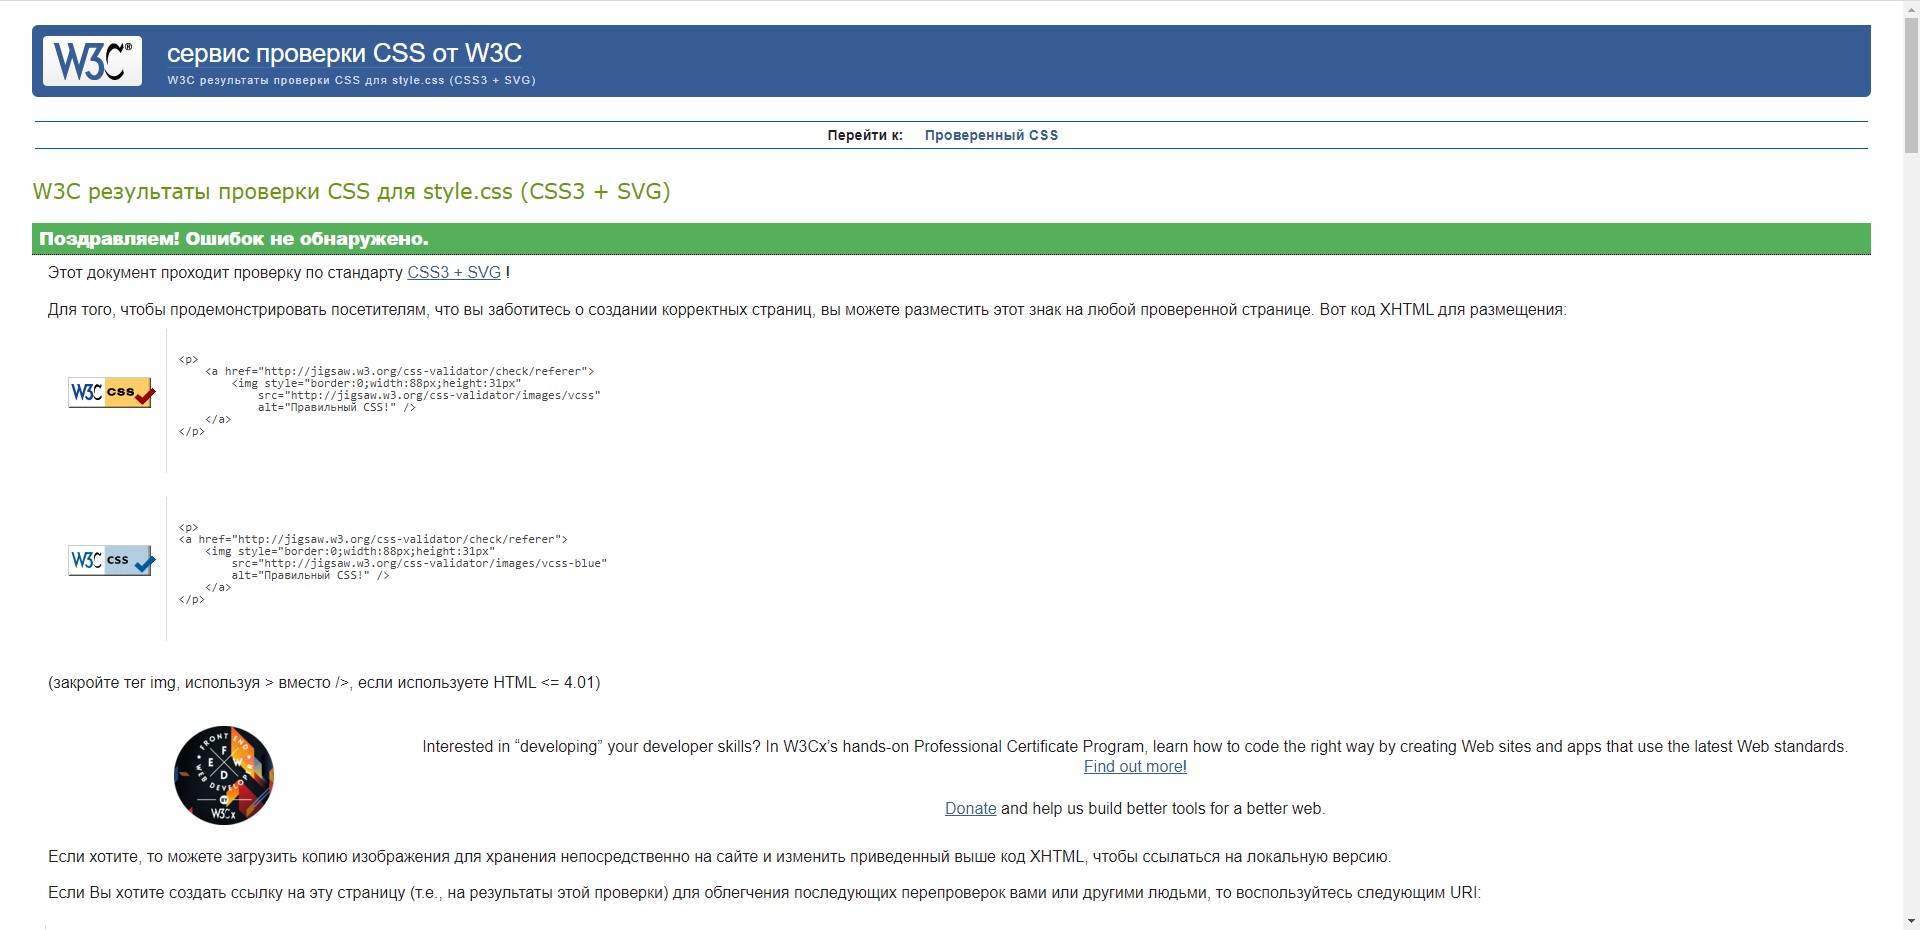 W3C®
сервис проверки CSS от W3C
W3C результаты проверки CSS для style.css (CSS3 + SVG)
Перейти к: Проверенный CSS
W3C результаты проверки CSS для style.css (CSS3 + SVG)
Поздравляем! Ошибок не обнаружено.
Этот документ проходит проверку по стандарту CSS3 + SVG !
Для того, чтобы продемонстрировать посетителям, что вы заботитесь о создании корректных страниц, вы можете разместить этот знак на любой проверенной странице. Вот код XHTML для размещения:
W3C css
<p>
    <a href="http://jigsaw.w3.org/css-validator/check/referer">
        <img style="border:0;width:88px;height:31px"
            src="http://jigsaw.w3.org/css-validator/images/vcss"
            alt="Правильный CSS!" />
    </a>
</p>
W3C css
<p>
<a href="http://jigsaw.w3.org/css-validator/check/referer">
    <img style="border:0;width:88px;height:31px"
        src="http://jigsaw.w3.org/css-validator/images/vcss-blue"
        alt="Правильный CSS!" />
    </a>
</p>
(закройте тег img, используя > вместо />, если используете HTML <= 4.01)
FRONT END
F
E W
D
WEB DEVELOPER
BY
W3Cx
Interested in “developing” your developer skills? In W3Cx’s hands-on Professional Certificate Program, learn how to code the right way by creating Web sites and apps that use the latest Web standards.
Find out more!
Donate and help us build better tools for a better web.
Если хотите, то можете загрузить копию изображения для хранения непосредственно на сайте и изменить приведенный выше код XHTML, чтобы ссылаться на локальную версию.
Если Вы хотите создать ссылку на эту страницу (т.е., на результаты этой проверки) для облегчения последующих перепроверок вами или другими людьми, то воспользуйтесь следующим URI: